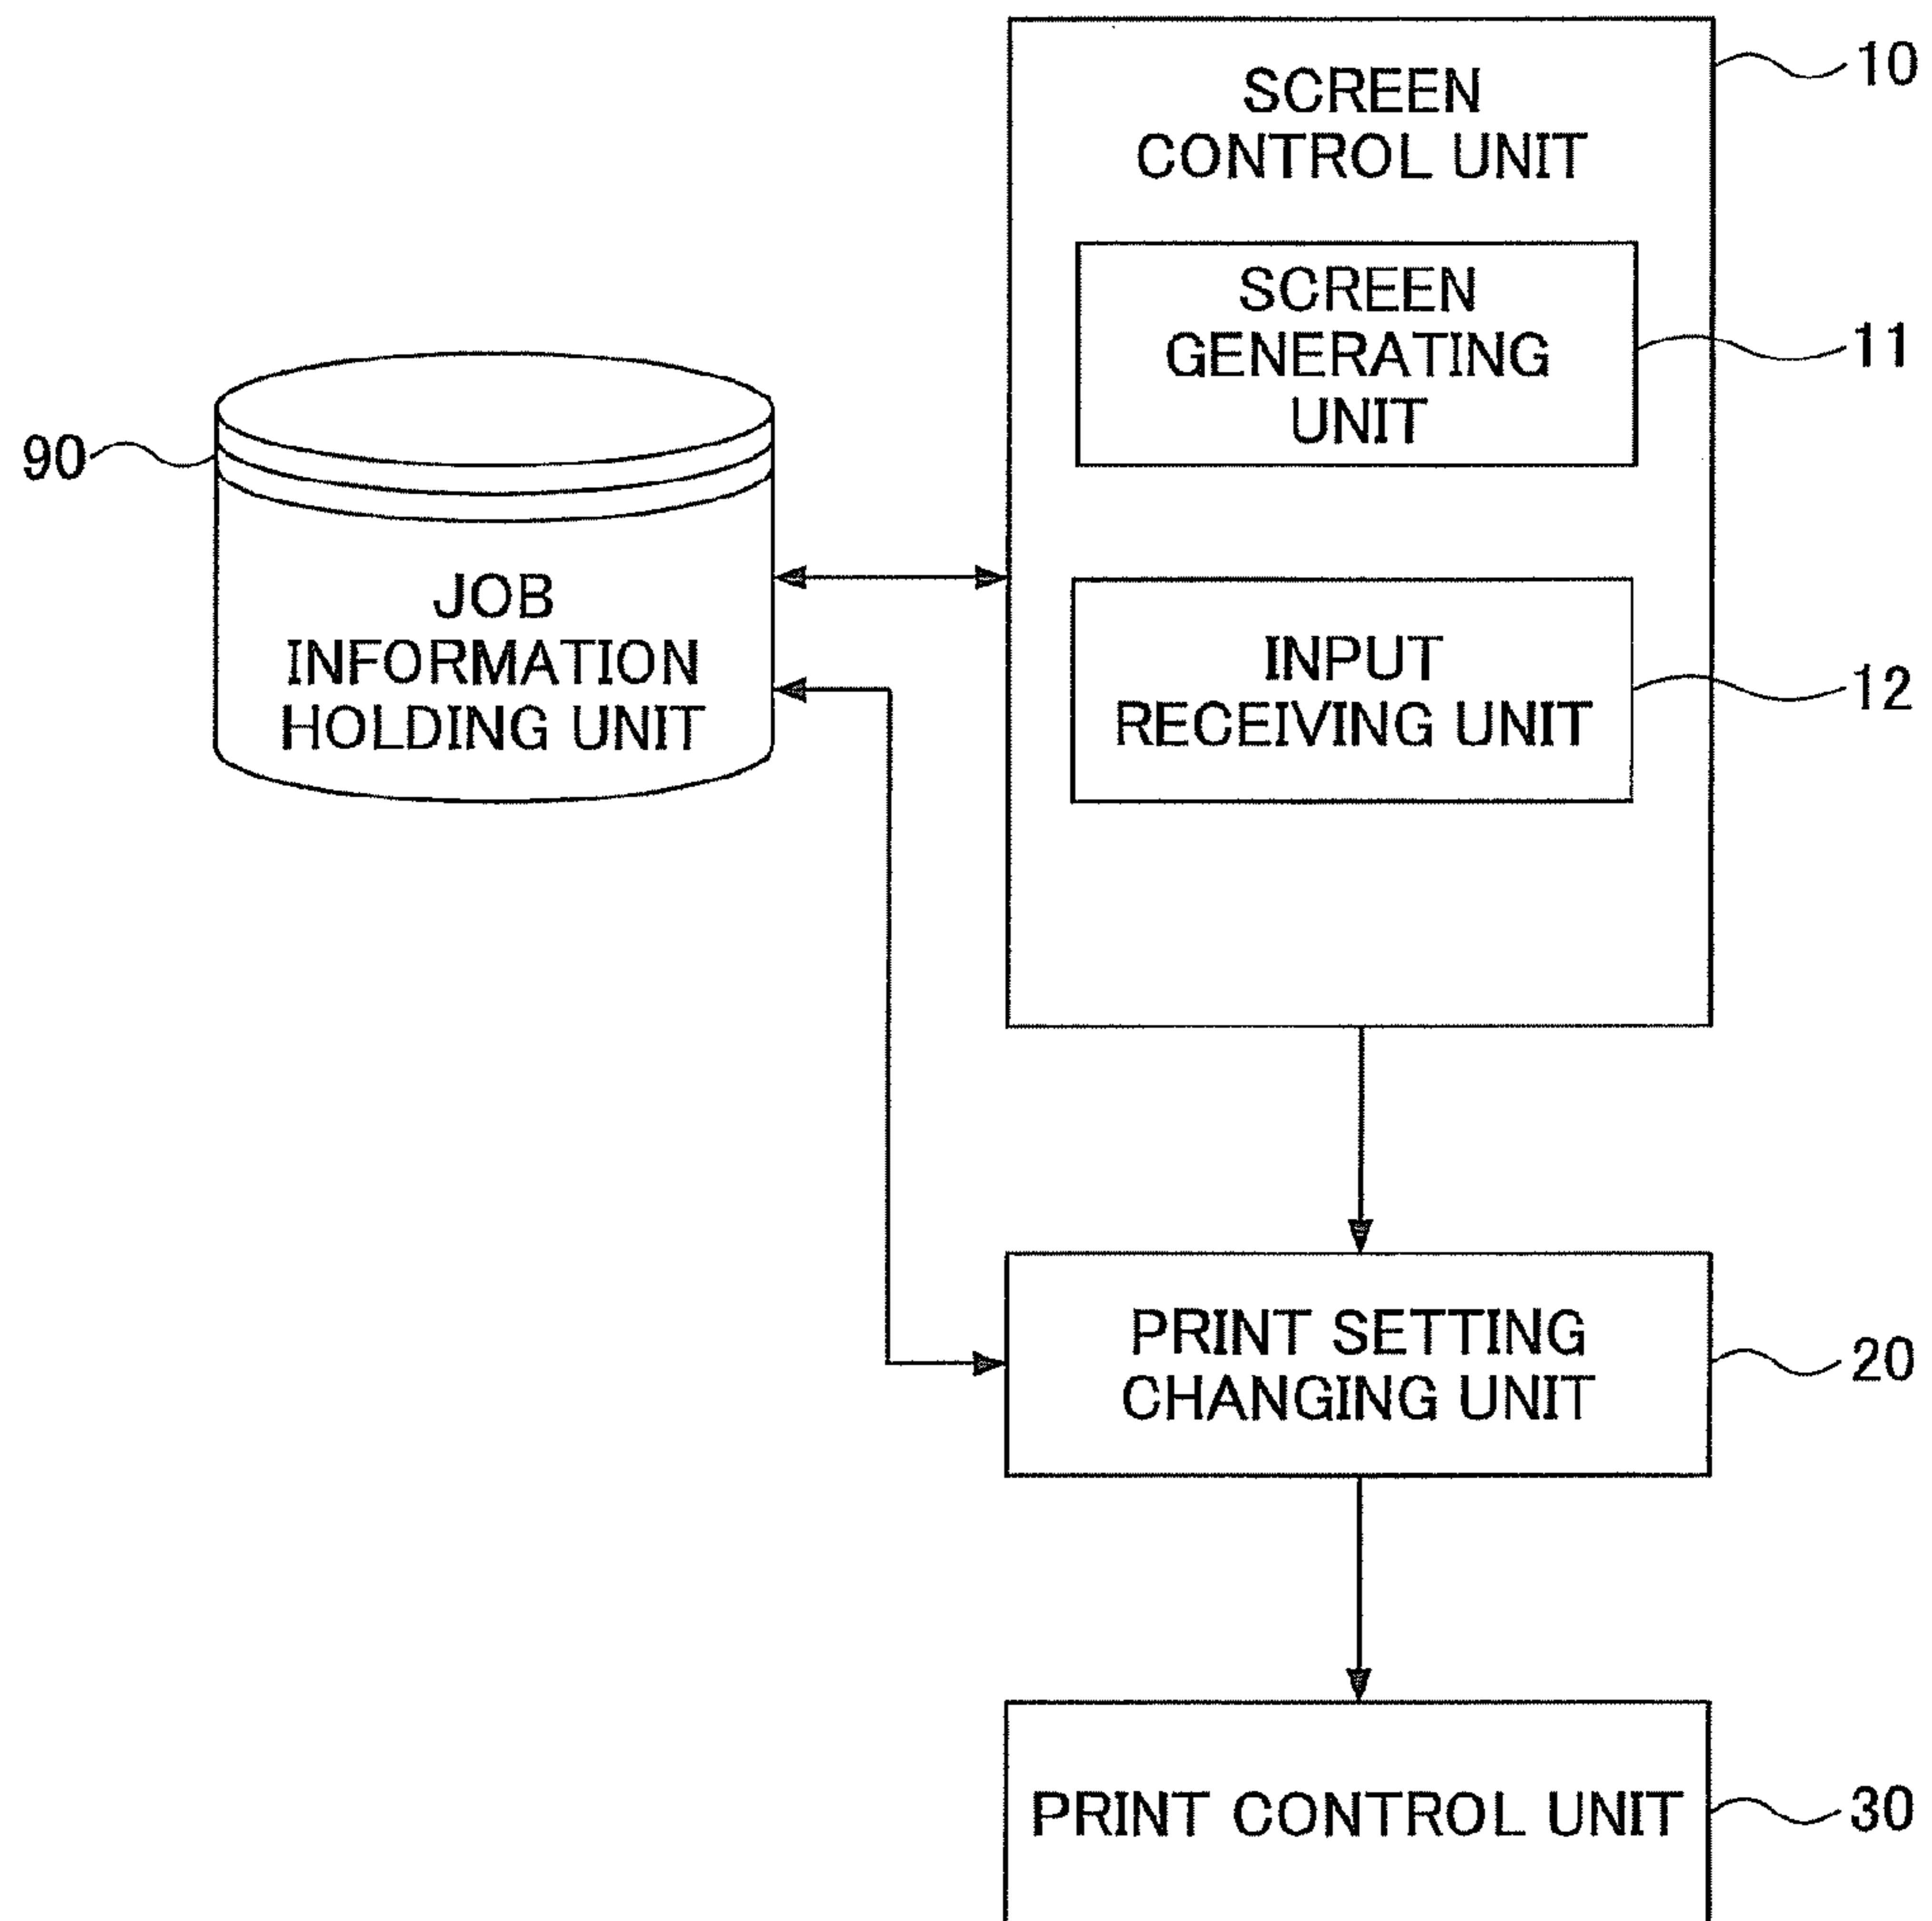 SCREEN
CONTROL UNIT
10
SCREEN
GENERATING
UNIT
11
90
JOB
INFORMATION
HOLDING UNIT
INPUT
RECEIVING UNIT
12
PRINT SETTING
CHANGING UNIT
20
PRINT CONTROL UNIT
30